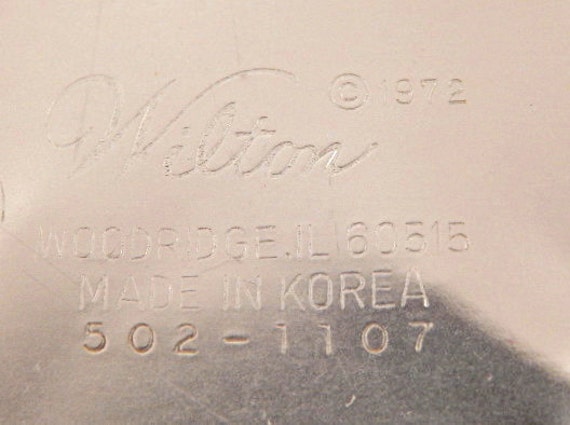 Wilton © 1972
WOODRIDGE, IL 60515
MADE IN KOREA
502-1107